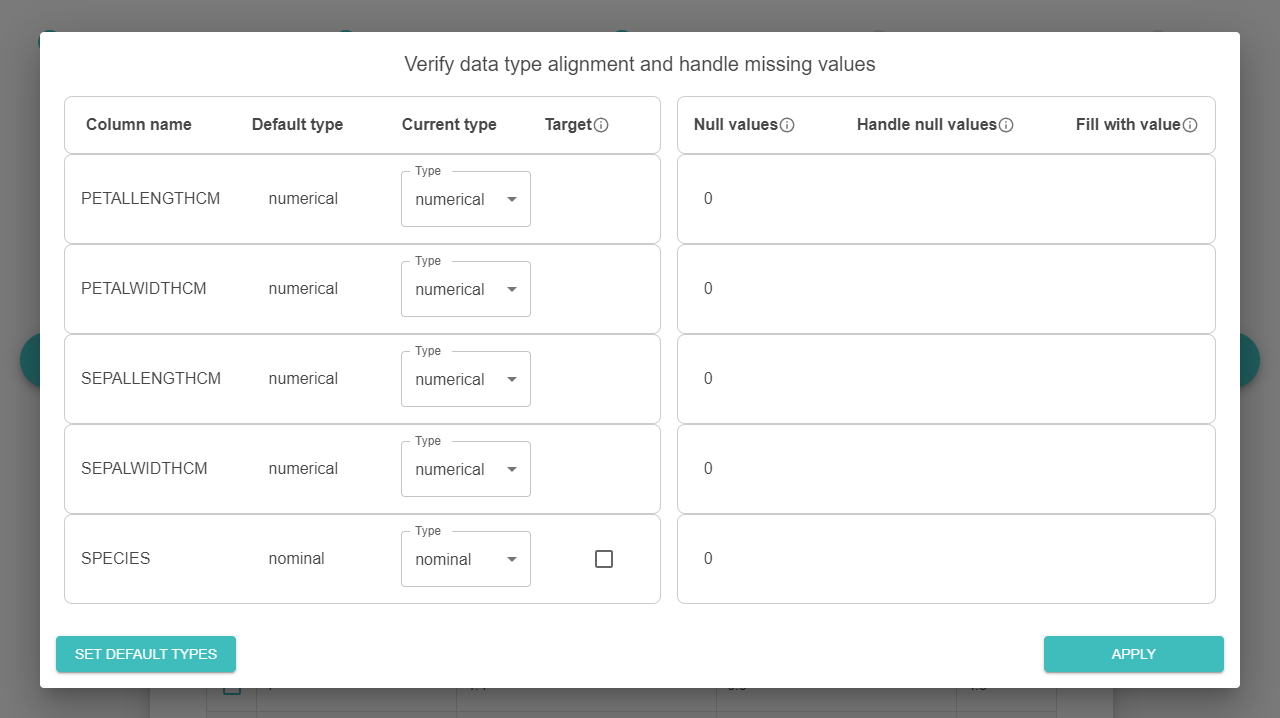 Verify data type alignment and handle missing values
Column name Default type Current type Target Null values Handle null values Fill with value
Type
PETALLENGTHCM numerical numerical 0
Type
PETALWIDTHCM numerical numerical 0
Type
SEPALLENGTHCM numerical numerical 0
Type
SEPALWIDTHCM numerical numerical 0
Type
SPECIES nominal nominal 0
SET DEFAULT TYPES APPLY